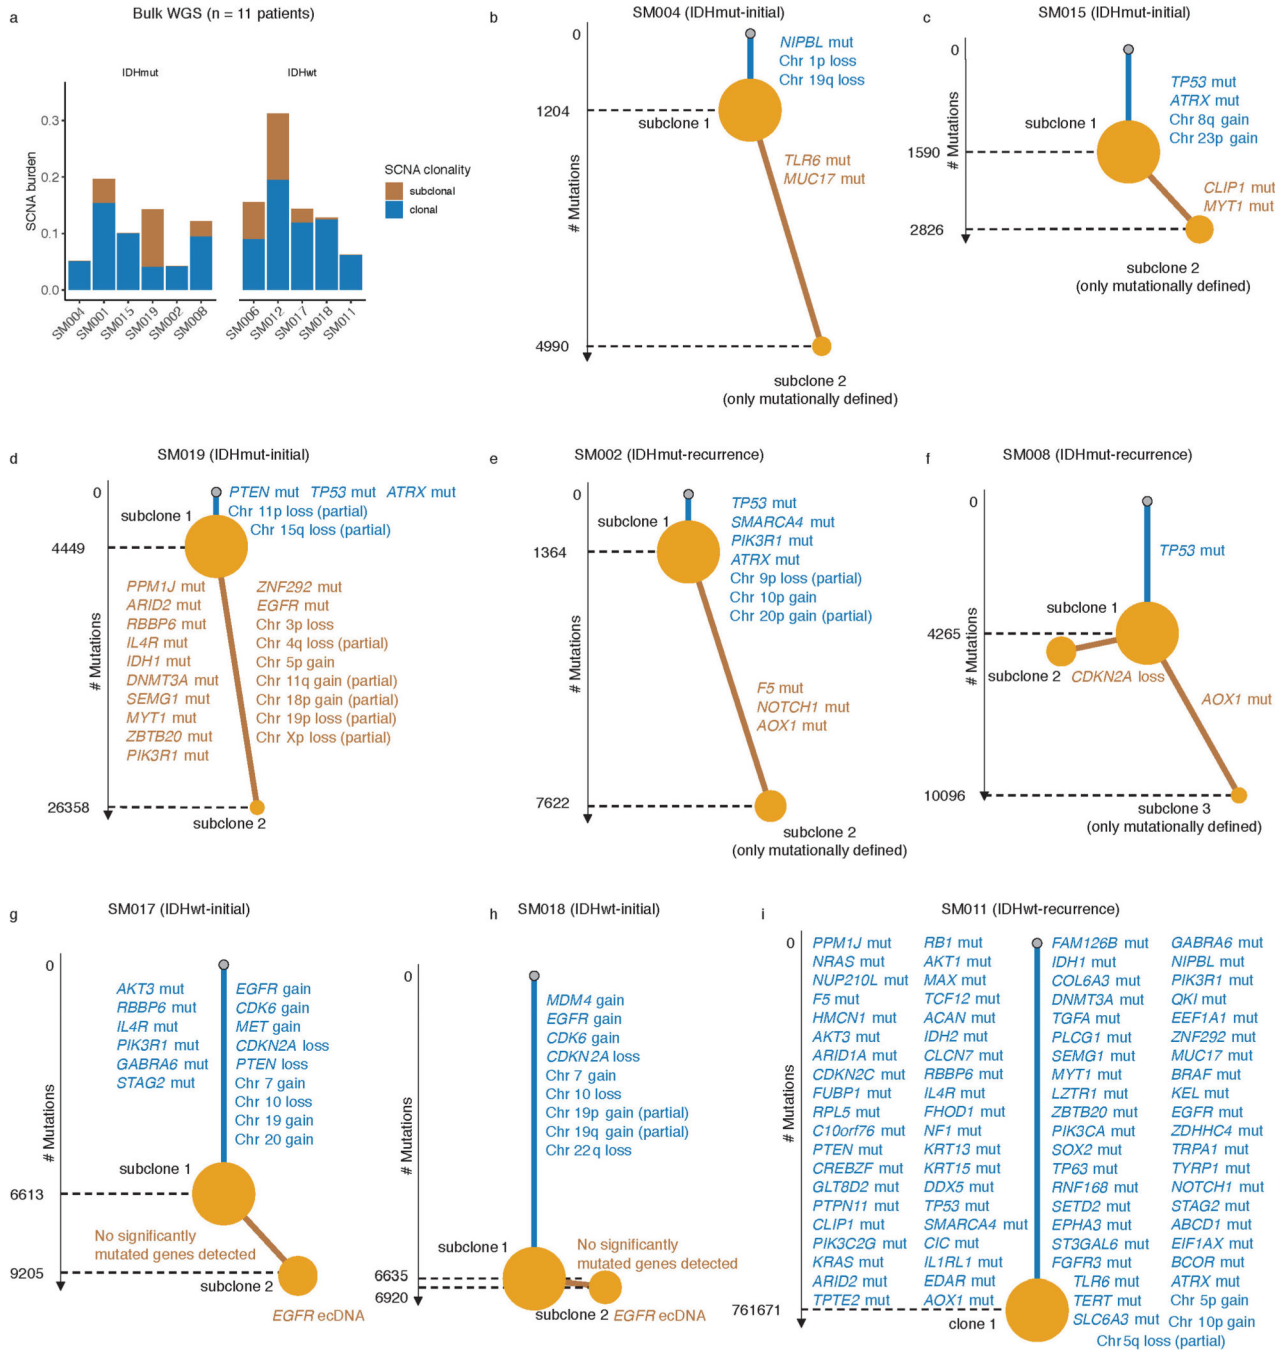 a
Bulk WGS (n = 11 patients)
IDHmut
IDHwt
SCNA burden
0.3
0.2
0.1
0.0
SM004
SM001
SM015
SM019
SM002
SM008
SM006
SM012
SM017
SM018
SM011
SCNA clonality
subclonal
clonal
b
SM004 (IDHmut-initial)
0
NIPBL mut
Chr 1p loss
Chr 19q loss
1204
subclone 1
# Mutations
TLR6 mut
MUC17 mut
4990
subclone 2
(only mutationally defined)
c
SM015 (IDHmut-initial)
0
TP53 mut
ATRX mut
Chr 8q gain
Chr 23p gain
subclone 1
# Mutations
1590
CLIP1 mut
MYT1 mut
2826
subclone 2
(only mutationally defined)
d
SM019 (IDHmut-initial)
0
PTEN mut TP53 mut ATRX mut
Chr 11p loss (partial)
Chr 15q loss (partial)
subclone 1
4449
# Mutations
PPM1J mut
ARID2 mut
RBBP6 mut
IL4R mut
IDH1 mut
DNMT3A mut
SEMG1 mut
MYT1 mut
ZBTB20 mut
PIK3R1 mut
ZNF292 mut
EGFR mut
Chr 3p loss
Chr 4q loss (partial)
Chr 5p gain
Chr 11q gain (partial)
Chr 18p gain (partial)
Chr 19p loss (partial)
Chr Xp loss (partial)
26358
subclone 2
e
SM002 (IDHmut-recurrence)
0
TP53 mut
SMARCA4 mut
PIK3R1 mut
ATRX mut
Chr 9p loss (partial)
Chr 10p gain
Chr 20p gain (partial)
subclone 1
1364
# Mutations
F5 mut
NOTCH1 mut
AOX1 mut
7622
subclone 2
(only mutationally defined)
f
SM008 (IDHmut-recurrence)
0
TP53 mut
subclone 1
4265
# Mutations
subclone 2
CDKN2A loss
AOX1 mut
10096
subclone 3
(only mutationally defined)
g
SM017 (IDHwt-initial)
0
AKT3 mut
RBBP6 mut
IL4R mut
PIK3R1 mut
GABRA6 mut
STAG2 mut
EGFR gain
CDK6 gain
MET gain
CDKN2A loss
PTEN loss
Chr 7 gain
Chr 10 loss
Chr 19 gain
Chr 20 gain
# Mutations
subclone 1
6613
No significantly
mutated genes detected
9205
subclone 2
EGFR ecDNA
h
SM018 (IDHwt-initial)
0
MDM4 gain
EGFR gain
CDK6 gain
CDKN2A loss
Chr 7 gain
Chr 10 loss
Chr 19p gain (partial)
Chr 19q gain (partial)
Chr 22q loss
# Mutations
subclone 1
No significantly
mutated genes detected
6635
6920
subclone 2
EGFR ecDNA
i
SM011 (IDHwt-recurrence)
0
# Mutations
PPM1J mut
NRAS mut
NUP210L mut
F5 mut
HMCN1 mut
AKT3 mut
ARID1A mut
CDKN2C mut
FUBP1 mut
RPL5 mut
C10orf76 mut
PTEN mut
CREBZF mut
GLT8D2 mut
PTPN11 mut
CLIP1 mut
PIK3C2G mut
KRAS mut
ARID2 mut
TPTE2 mut
RB1 mut
AKT1 mut
MAX mut
TCF12 mut
ACAN mut
IDH2 mut
CLCN7 mut
RBBP6 mut
IL4R mut
FHOD1 mut
NF1 mut
KRT13 mut
KRT15 mut
DDX5 mut
TP53 mut
SMARCA4 mut
CIC mut
IL1RL1 mut
EDAR mut
AOX1 mut
FAM126B mut
IDH1 mut
COL6A3 mut
DNMT3A mut
TGFA mut
PLCG1 mut
SEMG1 mut
MYT1 mut
LZTR1 mut
ZBTB20 mut
PIK3CA mut
SOX2 mut
TP63 mut
RNF168 mut
SETD2 mut
EPHA3 mut
ST3GAL6 mut
FGFR3 mut
TLR6 mut
TERT mut
SLC6A3 mut
GABRA6 mut
NIPBL mut
PIK3R1 mut
QKI mut
EEF1A1 mut
ZNF292 mut
MUC17 mut
BRAF mut
KEL mut
EGFR mut
ZDHHC4 mut
TRPA1 mut
TYRP1 mut
NOTCH1 mut
STAG2 mut
ABCD1 mut
EIF1AX mut
BCOR mut
ATRX mut
Chr 5p gain
Chr 10p gain
Chr5q loss (partial)
761671
clone 1